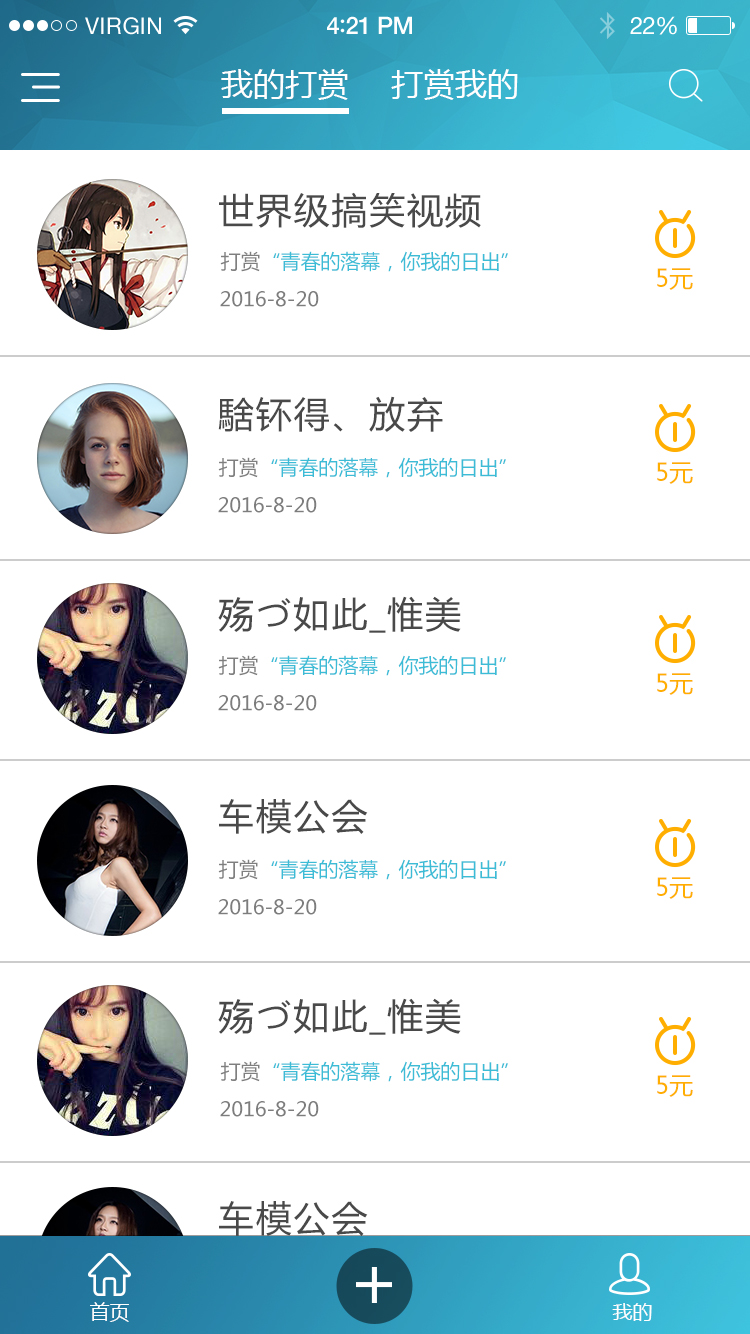 VIRGIN 4:21 PM 22%
我的打赏 打赏我的
世界级搞笑视频
打赏“青春的落幕，你我的日出”
2016-8-20
5元
得、放弃
打赏“青春的落幕，你我的日出”
2016-8-20
5元
殇づ如此_惟美
打赏“青春的落幕，你我的日出”
2016-8-20
5元
车模公会
打赏“青春的落幕，你我的日出”
2016-8-20
5元
殇づ如此_惟美
打赏“青春的落幕，你我的日出”
2016-8-20
5元
车模公会
首页 我的